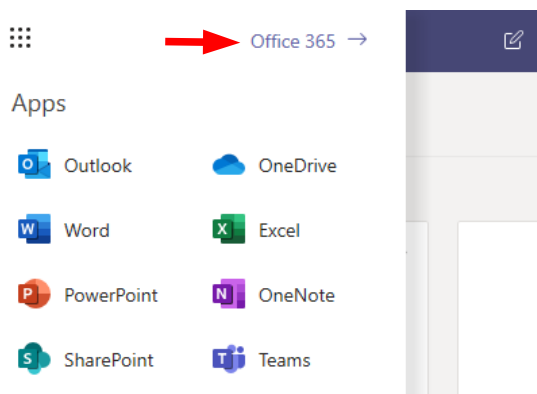 Office 365 →
Apps
Outlook OneDrive
Word Excel
PowerPoint OneNote
SharePoint Teams